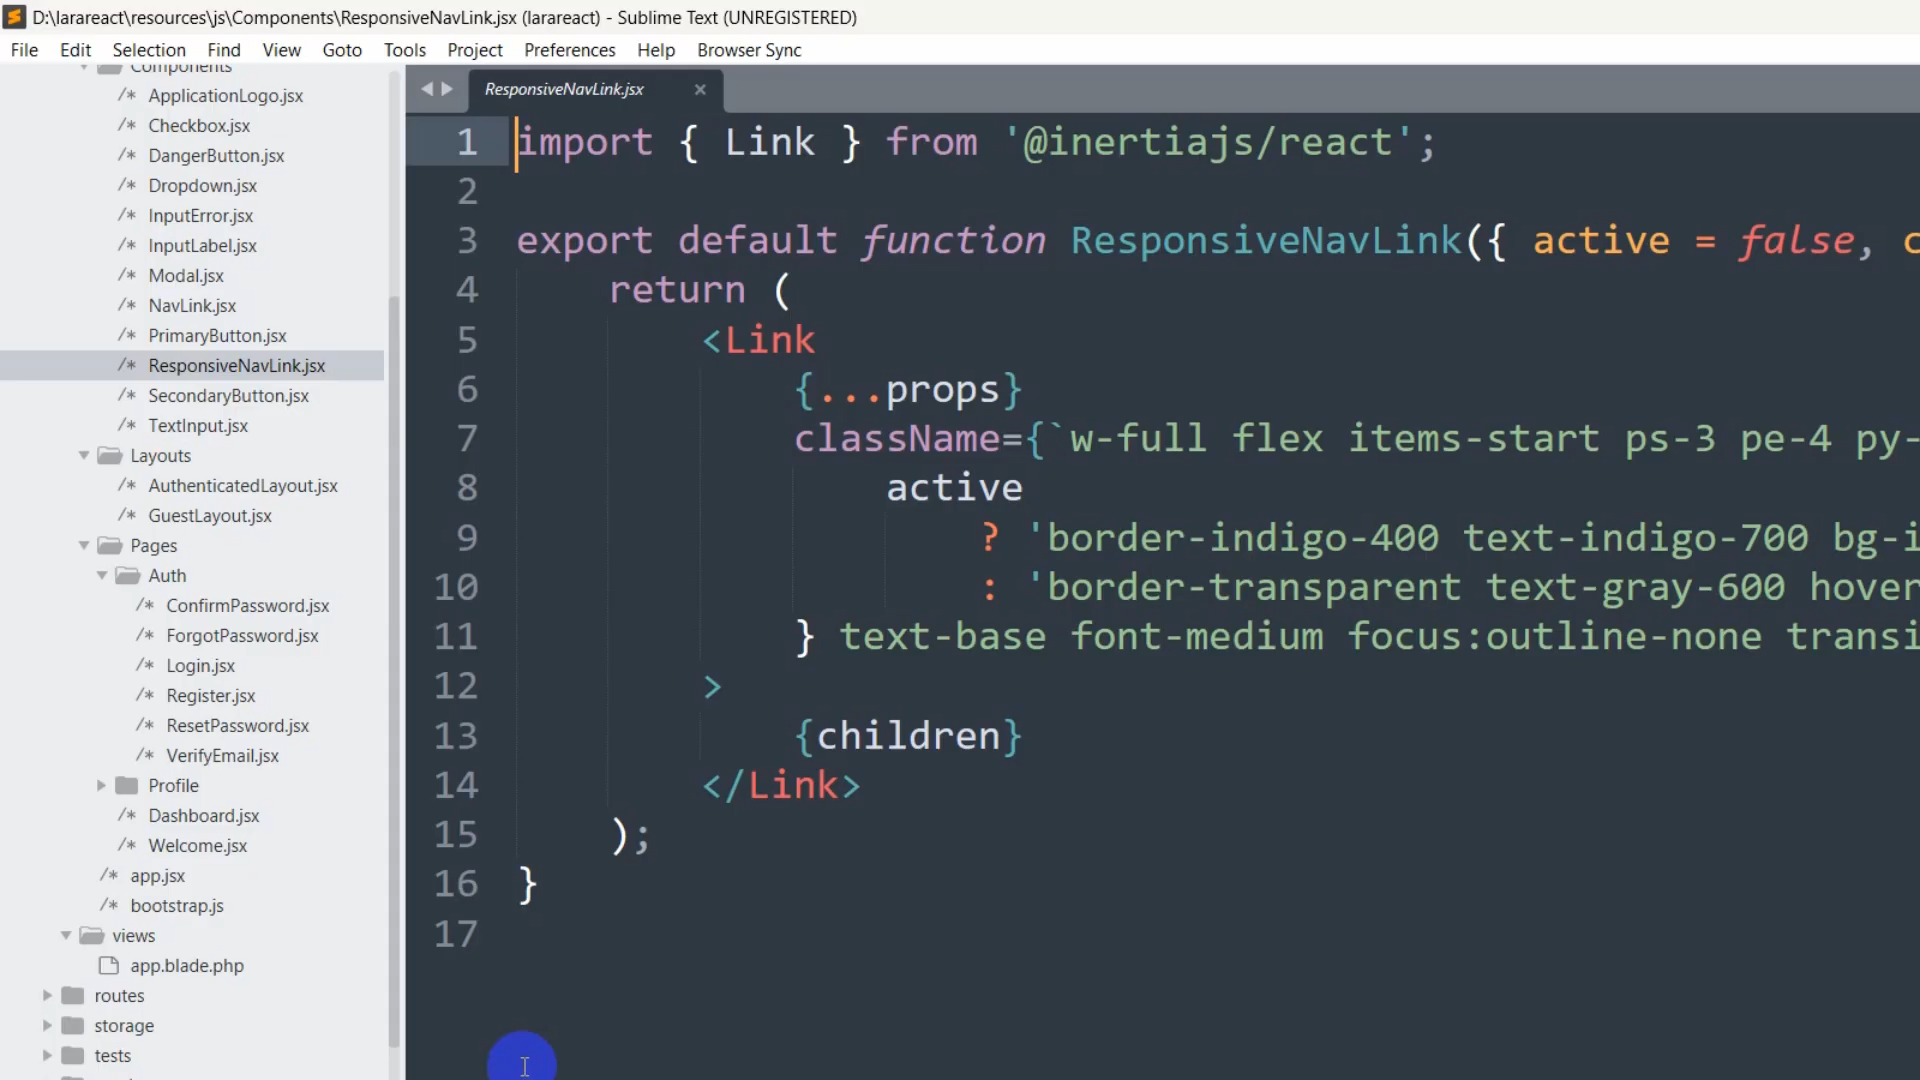 D:\larareact\resources\js\Components\ResponsiveNavLink.jsx (larareact) - Sublime Text (UNREGISTERED)
File Edit Selection Find View Goto Tools Project Preferences Help Browser Sync
Components
/* ApplicationLogo.jsx
/* Checkbox.jsx
/* DangerButton.jsx
/* Dropdown.jsx
/* InputError.jsx
/* InputLabel.jsx
/* Modal.jsx
/* NavLink.jsx
/* PrimaryButton.jsx
/* ResponsiveNavLink.jsx
/* SecondaryButton.jsx
/* TextInput.jsx
Layouts
/* AuthenticatedLayout.jsx
/* GuestLayout.jsx
Pages
Auth
/* ConfirmPassword.jsx
/* ForgotPassword.jsx
/* Login.jsx
/* Register.jsx
/* ResetPassword.jsx
/* VerifyEmail.jsx
Profile
/* Dashboard.jsx
/* Welcome.jsx
/* app.jsx
/* bootstrap.js
views
app.blade.php
routes
storage
tests
ResponsiveNavLink.jsx
1 import { Link } from '@inertiajs/react';
2
3 export default function ResponsiveNavLink({ active = false, c
4 return (
5 <Link
6 {...props}
7 className={`w-full flex items-start ps-3 pe-4 py-
8 active
9 ? 'border-indigo-400 text-indigo-700 bg-i
10 : 'border-transparent text-gray-600 hover
11 } text-base font-medium focus:outline-none transi
12 >
13 {children}
14 </Link>
15 );
16 }
17